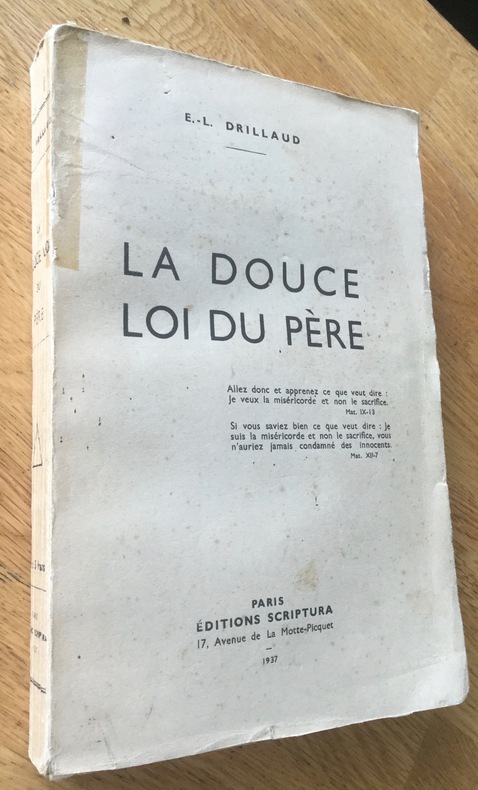 E.-L. DRILLAUD
LA DOUCE
LOI DU PÈRE
Allez donc et apprenez ce que veut dire :
Je veux la miséricorde et non le sacrifice.
Mat. IX-13
Si vous saviez bien ce que veut dire : Je
suis la miséricorde et non le sacrifice, vous
n'auriez jamais condamné des innocents.
Mat. XII-7
PARIS
ÉDITIONS SCRIPTURA
17, Avenue de La Motte-Picquet
1937
DU
PÈRE